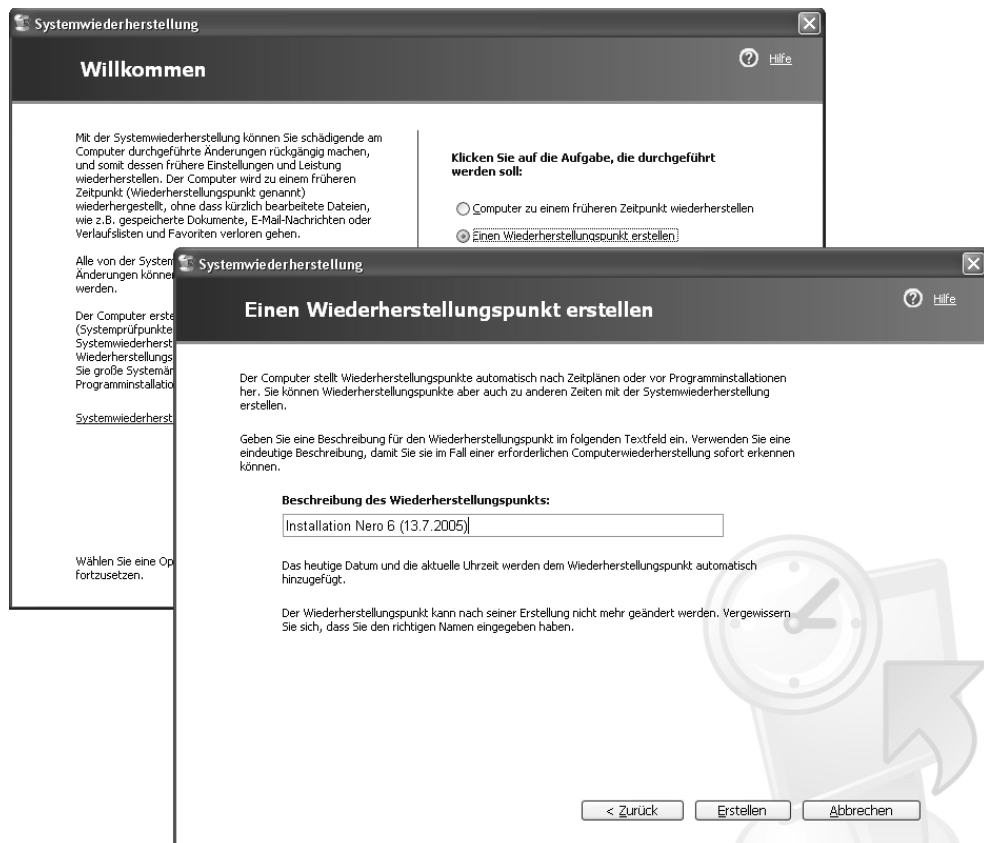 Systemwiederherstellung
Willkommen
Hilfe
Mit der Systemwiederherstellung können Sie schädigende am
Computer durchgeführte Änderungen rückgängig machen,
und somit dessen frühere Einstellungen und Leistung
wiederherstellen. Der Computer wird zu einem früheren
Zeitpunkt (Wiederherstellungspunkt genannt)
wiederhergestellt, ohne dass kürzlich bearbeitete Dateien,
wie z.B. gespeicherte Dokumente, E-Mail-Nachrichten oder
Verlaufslisten und Favoriten verloren gehen.
Alle von der System
Änderungen könne
werden.
Der Computer erste
(Systemprüfpunkte
Systemwiederherst
Wiederherstellungs
Sie große Systemän
Programminstallatio
Systemwiederherst
Wählen Sie eine Op
fortzusetzen.
Klicken Sie auf die Aufgabe, die durchgeführt
werden soll:
Computer zu einem früheren Zeitpunkt wiederherstellen
Einen Wiederherstellungspunkt erstellen
Systemwiederherstellung
Einen Wiederherstellungspunkt erstellen
Hilfe
Der Computer stellt Wiederherstellungspunkte automatisch nach Zeitplänen oder vor Programminstallationen
her. Sie können Wiederherstellungspunkte aber auch zu anderen Zeiten mit der Systemwiederherstellung
erstellen.
Geben Sie eine Beschreibung für den Wiederherstellungspunkt im folgenden Textfeld ein. Verwenden Sie eine
eindeutige Beschreibung, damit Sie sie im Fall einer erforderlichen Computerwiederherstellung sofort erkennen
können.
Beschreibung des Wiederherstellungspunkts:
Installation Nero 6 (13.7.2005)
Das heutige Datum und die aktuelle Uhrzeit werden dem Wiederherstellungspunkt automatisch
hinzugefügt.
Der Wiederherstellungspunkt kann nach seiner Erstellung nicht mehr geändert werden. Vergewissern
Sie sich, dass Sie den richtigen Namen eingegeben haben.
< Zurück
Erstellen
Abbrechen